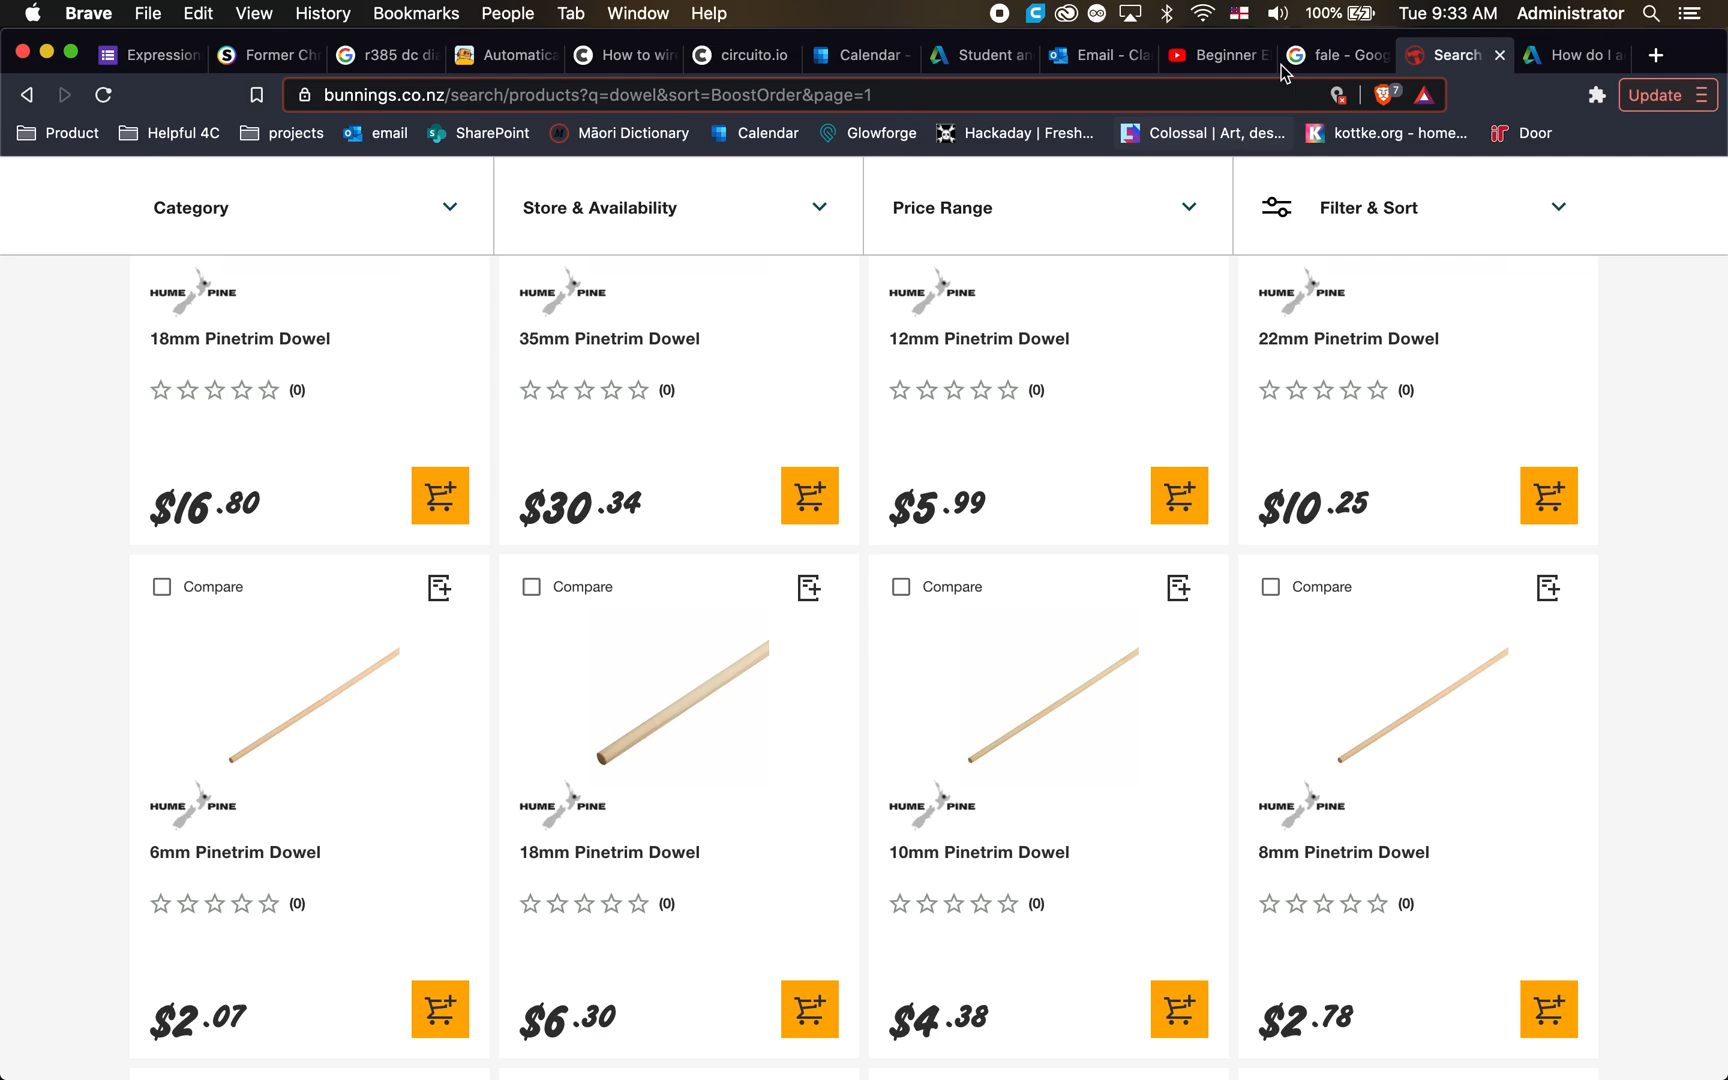 Brave File Edit View History Bookmarks People Tab Window Help 100% Tue 9:33 AM Administrator
Expression Former Ch r385 dc di Automatic How to wir circuito.io Calendar - Student an Email - Cla Beginner E fale - Goog Search How do I a
bunnings.co.nz/search/products?q=dowel&sort=BoostOrder&page=1 7 Update
Product Helpful 4C projects email SharePoint Māori Dictionary Calendar Glowforge Hackaday | Fresh... Colossal | Art, des... kottke.org - home... Door
Category Store & Availability Price Range Filter & Sort
HUME PINE HUME PINE HUME PINE HUME PINE
18mm Pinetrim Dowel 35mm Pinetrim Dowel 12mm Pinetrim Dowel 22mm Pinetrim Dowel
(0) (0) (0) (0)
$16.80 $30.34 $5.99 $10.25
Compare Compare Compare Compare
HUME PINE HUME PINE HUME PINE HUME PINE
6mm Pinetrim Dowel 18mm Pinetrim Dowel 10mm Pinetrim Dowel 8mm Pinetrim Dowel
(0) (0) (0) (0)
$2.07 $6.30 $4.38 $2.78